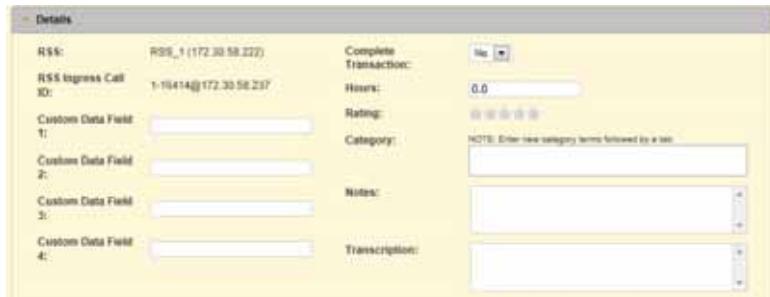 Details
RSS: RSS_1 (172.30.58.222)
RSS Ingress Call ID: 1-16414@172.30.58.237
Custom Data Field 1:
Custom Data Field 2:
Custom Data Field 3:
Custom Data Field 4:
Complete Transaction: No
Hours: 0.0
Rating:
Category: NOTE: Enter new category terms followed by a tab.
Notes:
Transcription: